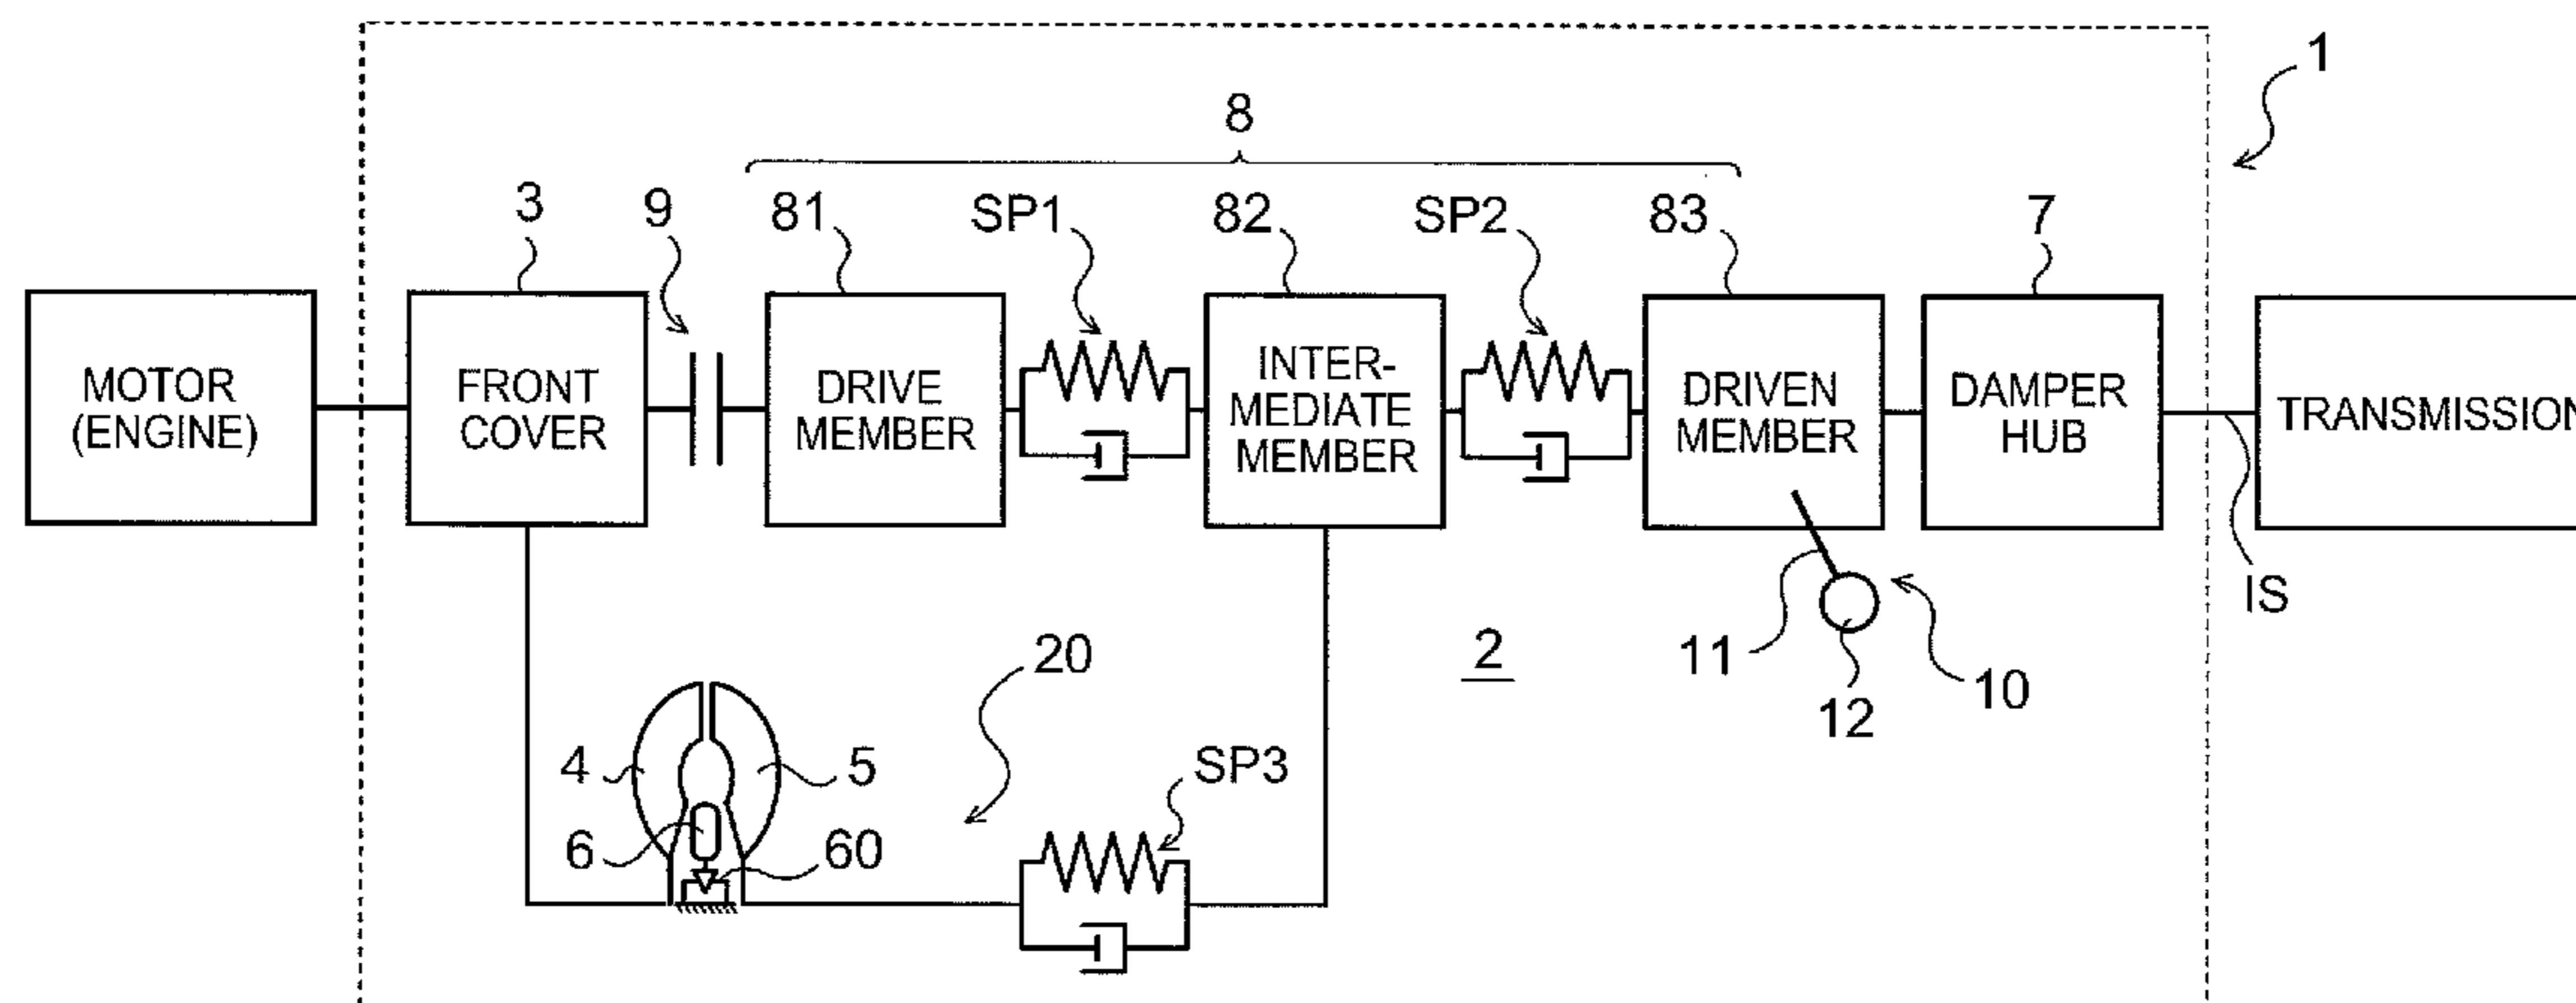 1
8
3
9
81
SP1
82
SP2
83
7
MOTOR
(ENGINE)
FRONT
COVER
DRIVE
MEMBER
INTER-
MEDIATE
MEMBER
DRIVEN
MEMBER
DAMPER
HUB
TRANSMISSION
IS
11
12
10
2
20
4
5
SP3
6
60